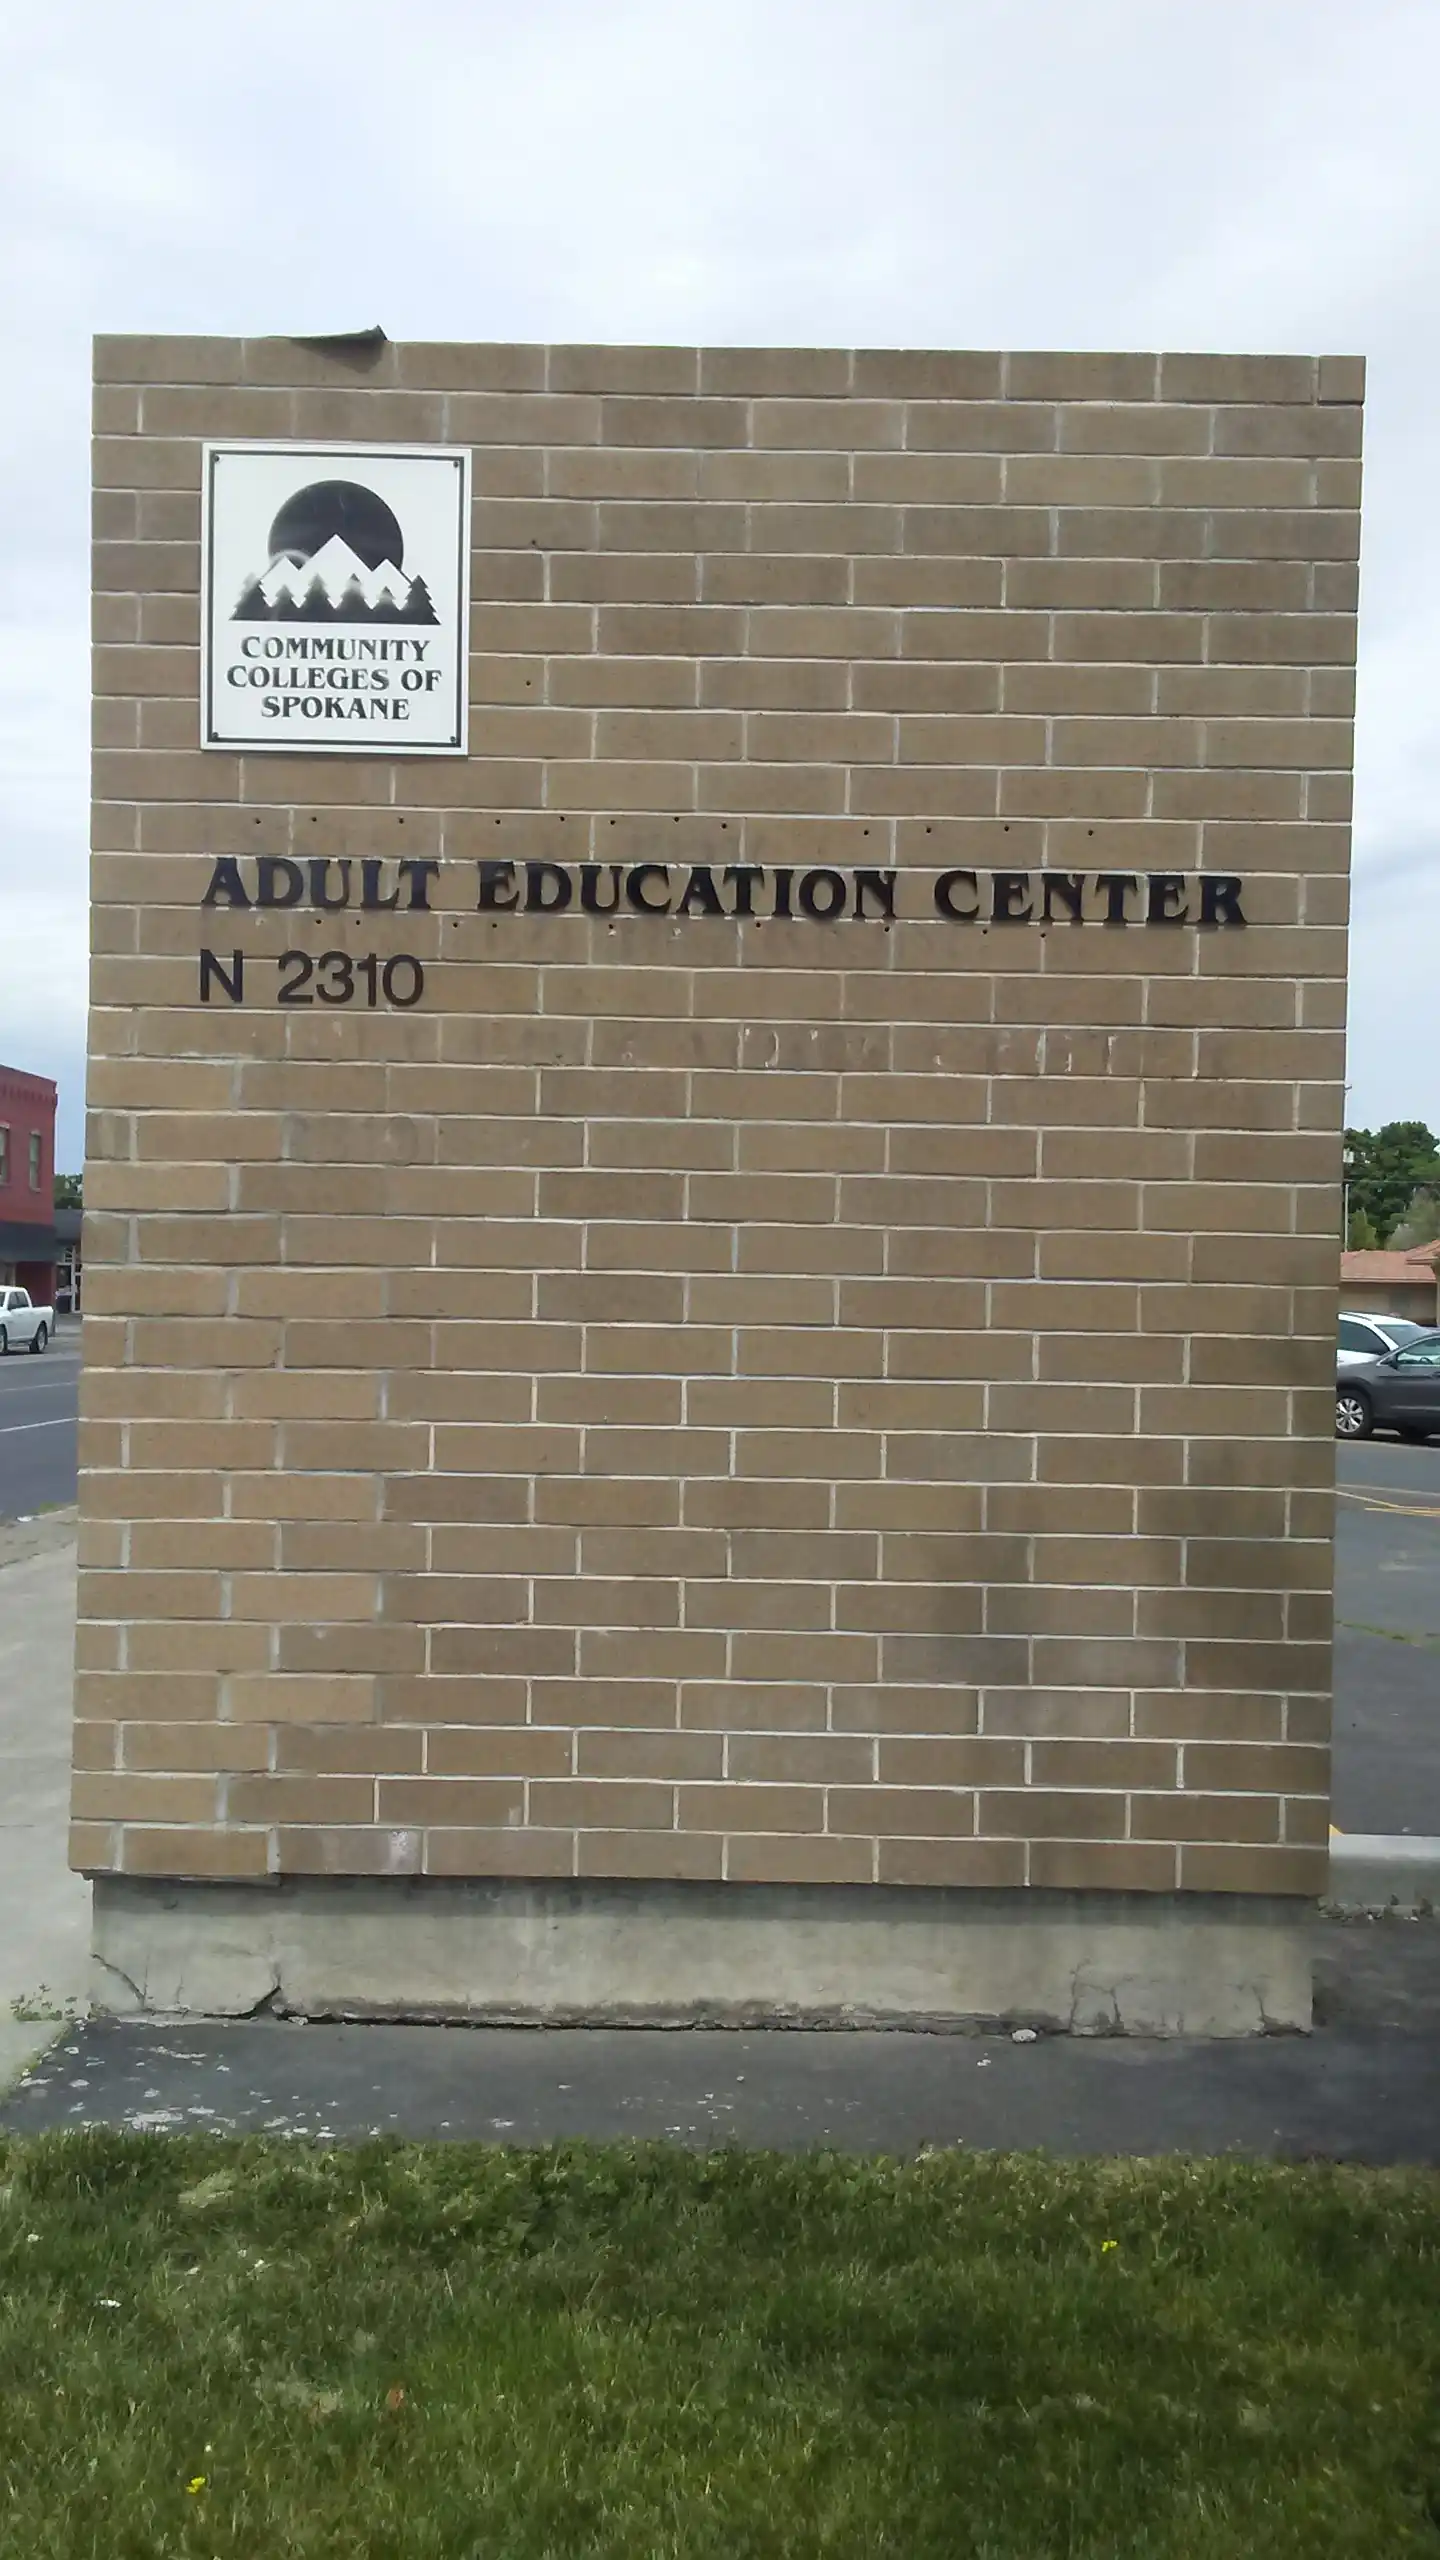 COMMUNITY
COLLEGES OF
SPOKANE
ADULT EDUCATION CENTER
N 2310